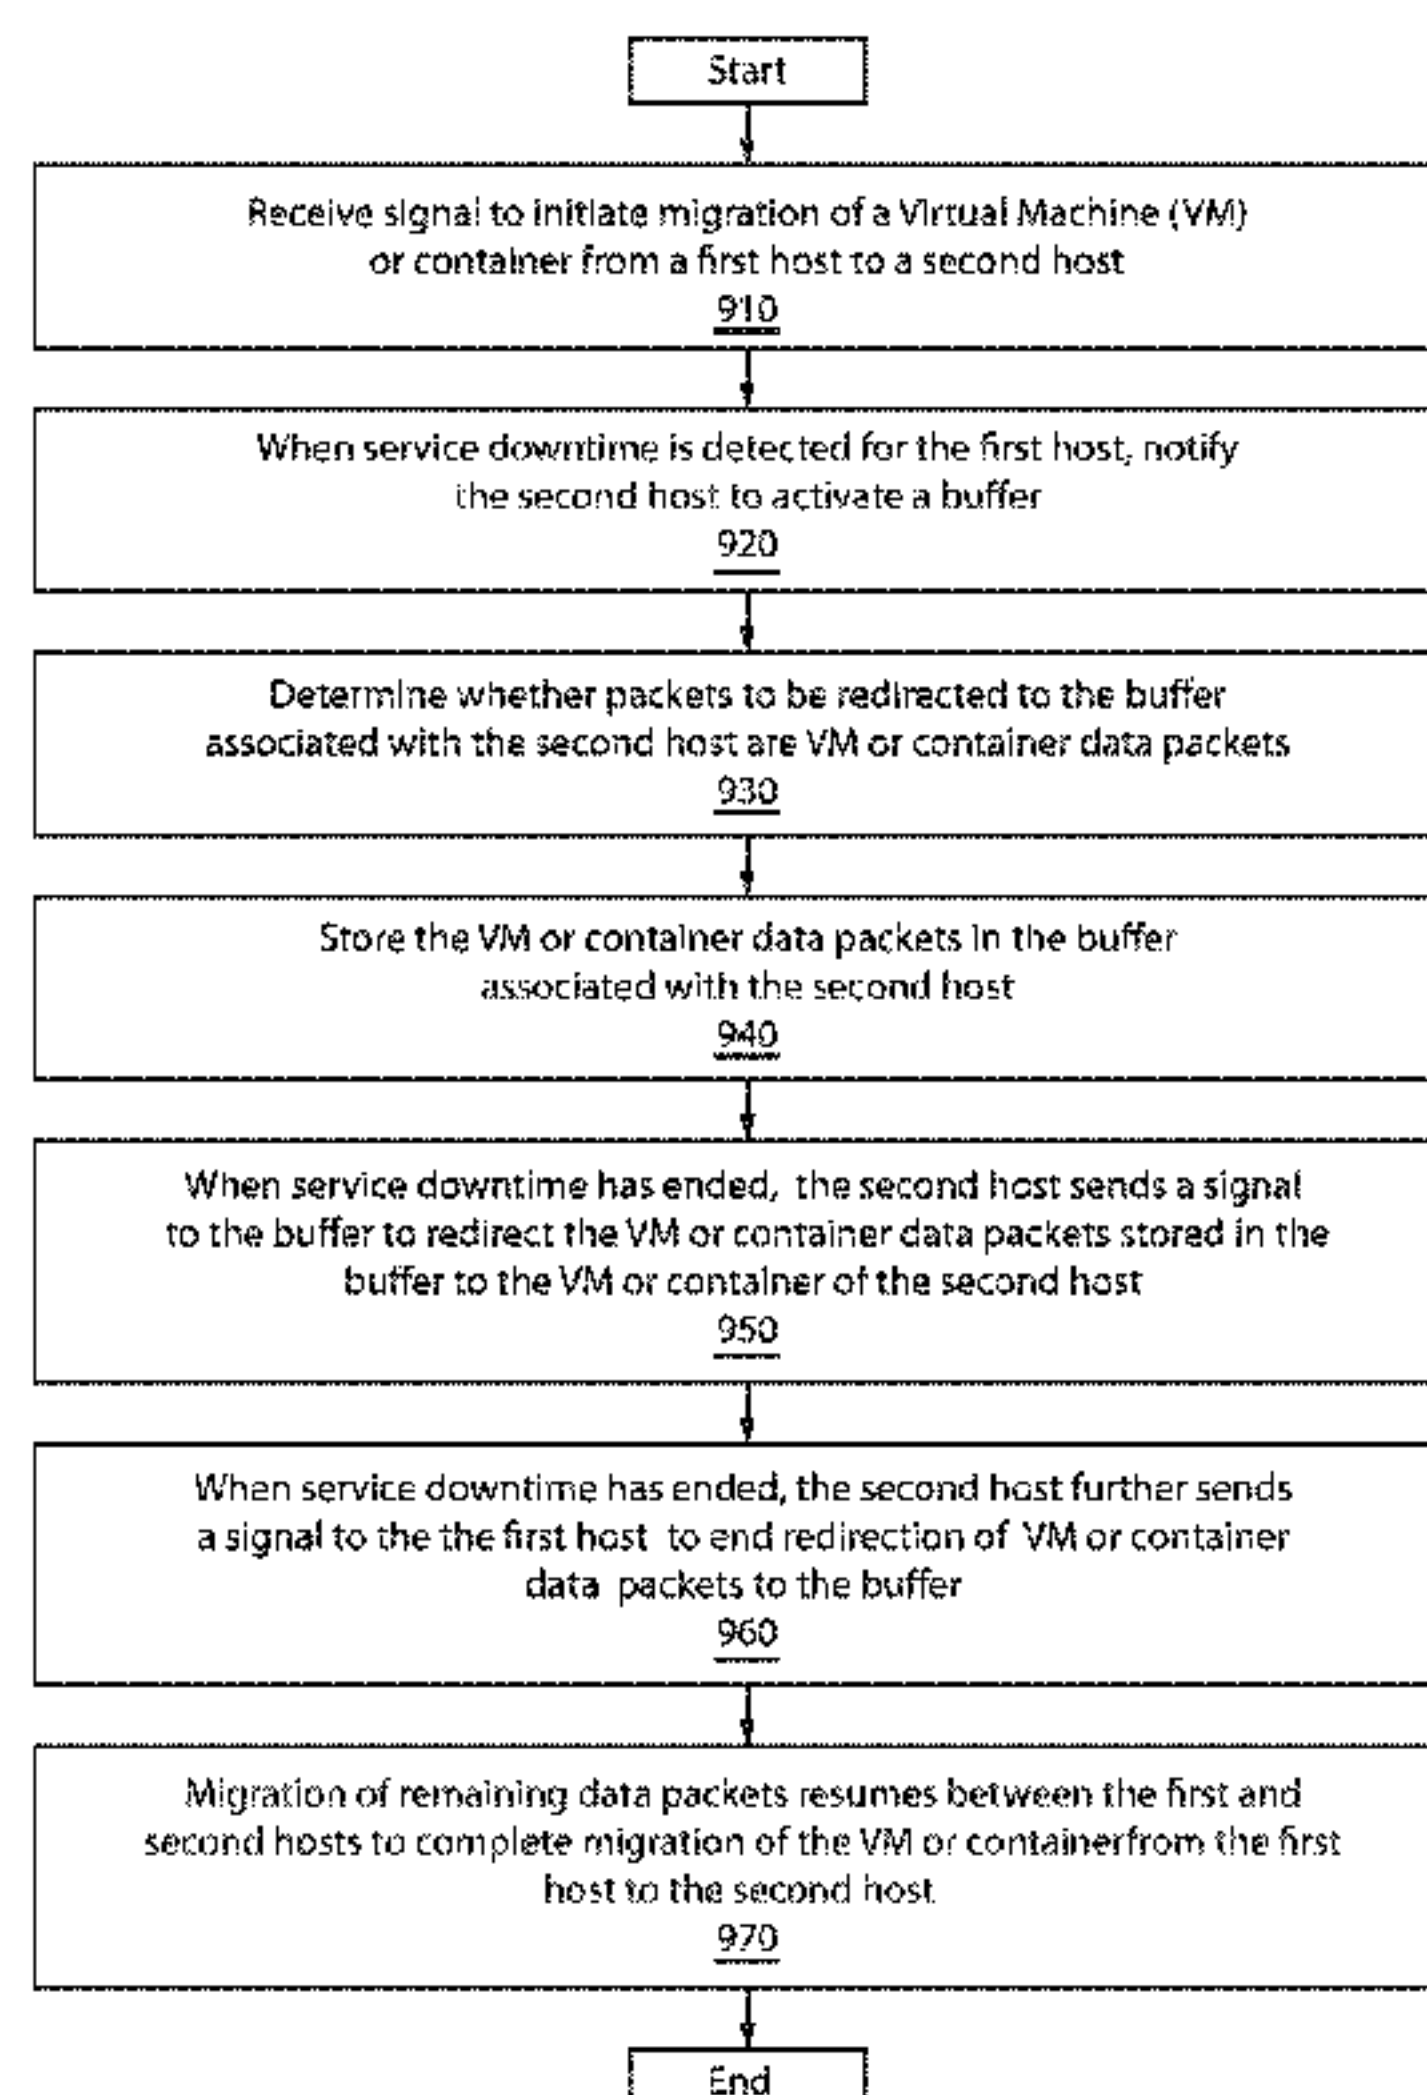 Start
Receive signal to initiate migration of a Virtual Machine (VM)
or container from a first host to a second host
910
When service downtime is detected for the first host, notify
the second host to activate a buffer
920
Determine whether packets to be redirected to the buffer
associated with the second host are VM or container data packets
930
Store the VM or container data packets in the buffer
associated with the second host
940
When service downtime has ended, the second host sends a signal
to the buffer to redirect the VM or container data packets stored in the
buffer to the VM or container of the second host
950
When service downtime has ended, the second host further sends
a signal to the the first host to end redirection of VM or container
data packets to the buffer
960
Migration of remaining data packets resumes between the first and
second hosts to complete migration of the VM or containerfrom the first
host to the second host
970
End